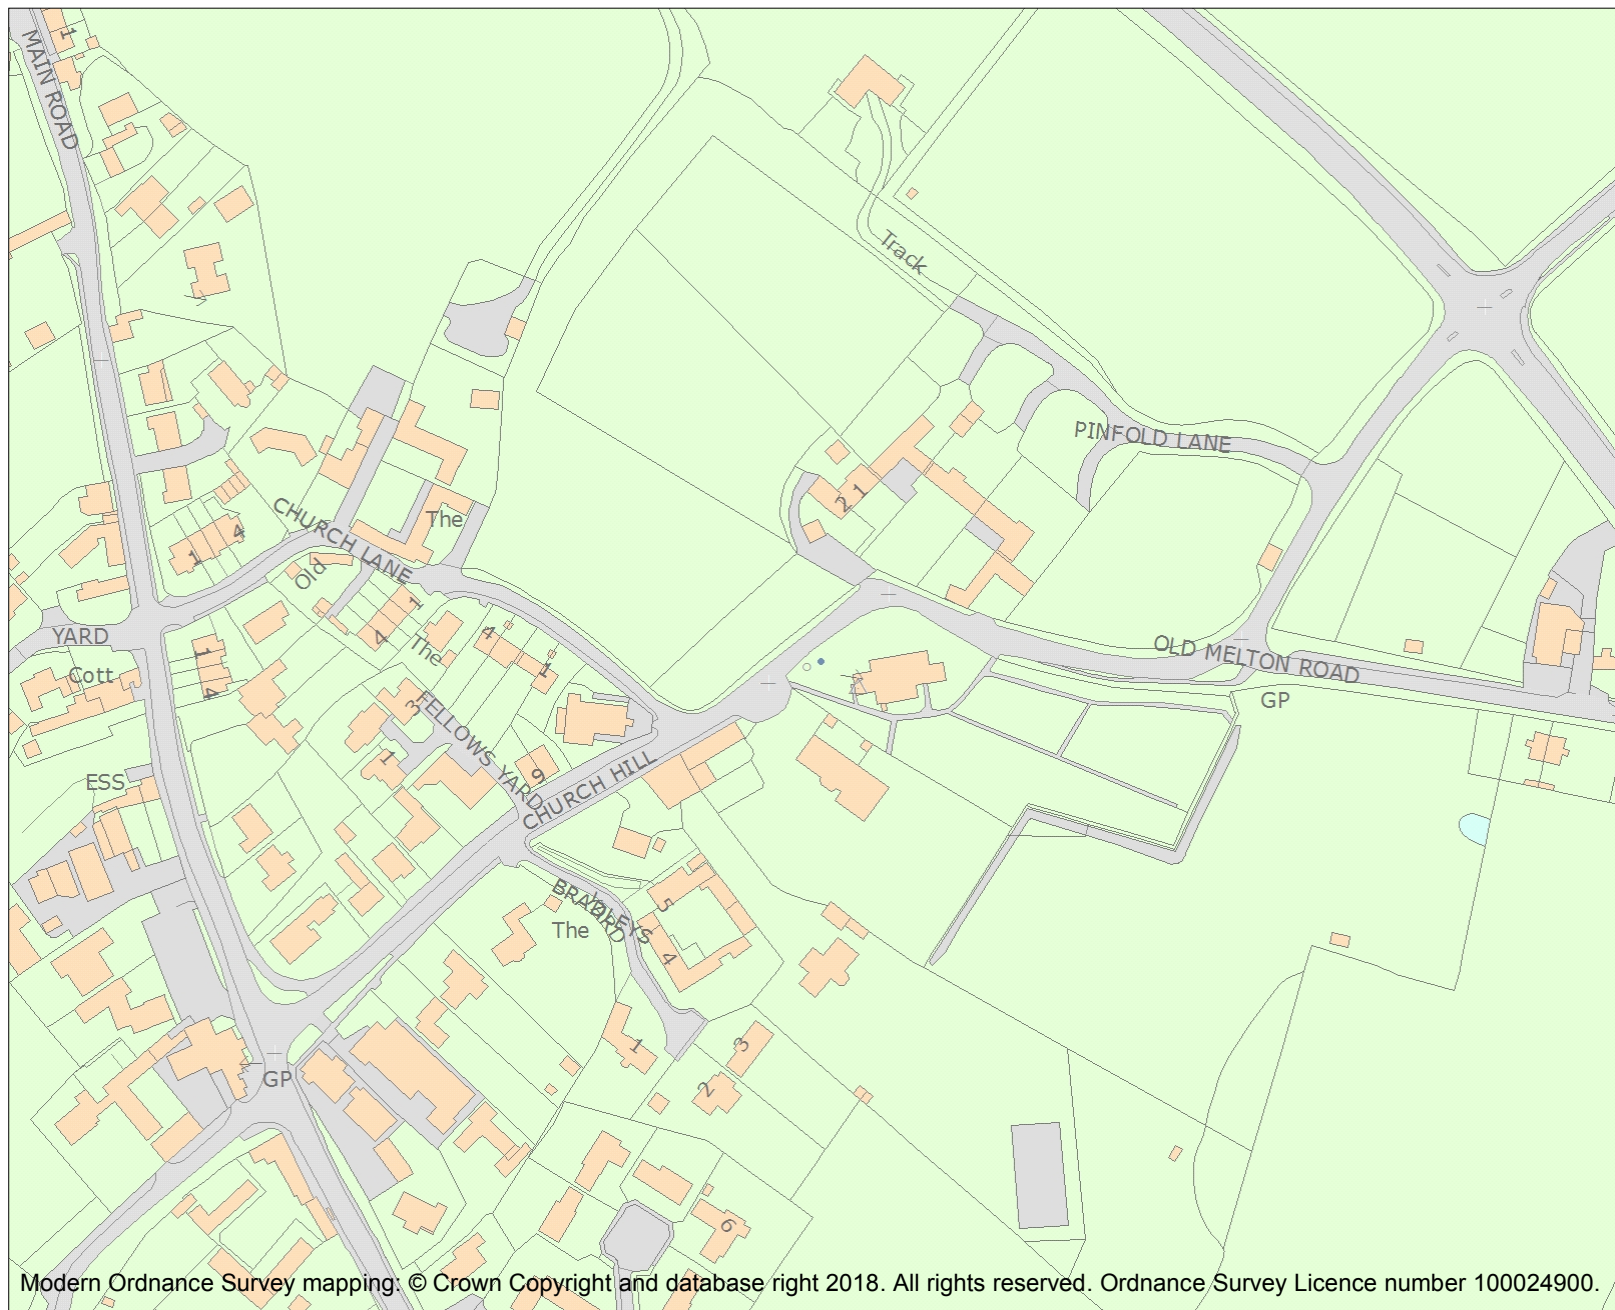 1
MAIN ROAD
7
Track
PINFOLD LANE
2 1
CHURCH LANE
The
4
1
Old
1
4
The
4
1
YARD
Cott
1
4
OLD MELTON ROAD
GP
3
FELLOWS YARD
1
9
CHURCH HILL
ESS
BRADLEYS
YARD
The
5
4
1
3
2
GP
6
Modern Ordnance Survey mapping: © Crown Copyright and database right 2018. All rights reserved. Ordnance Survey Licence number 100024900.